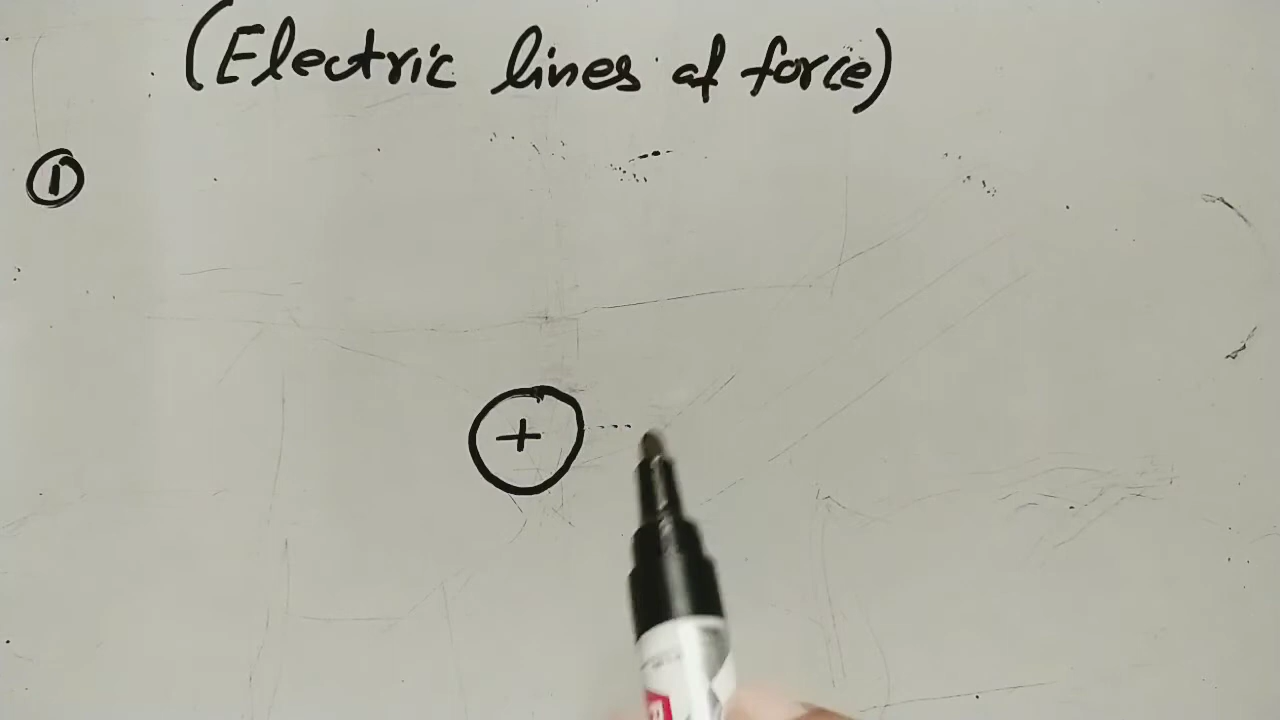 (Electric lines of force)
①
+